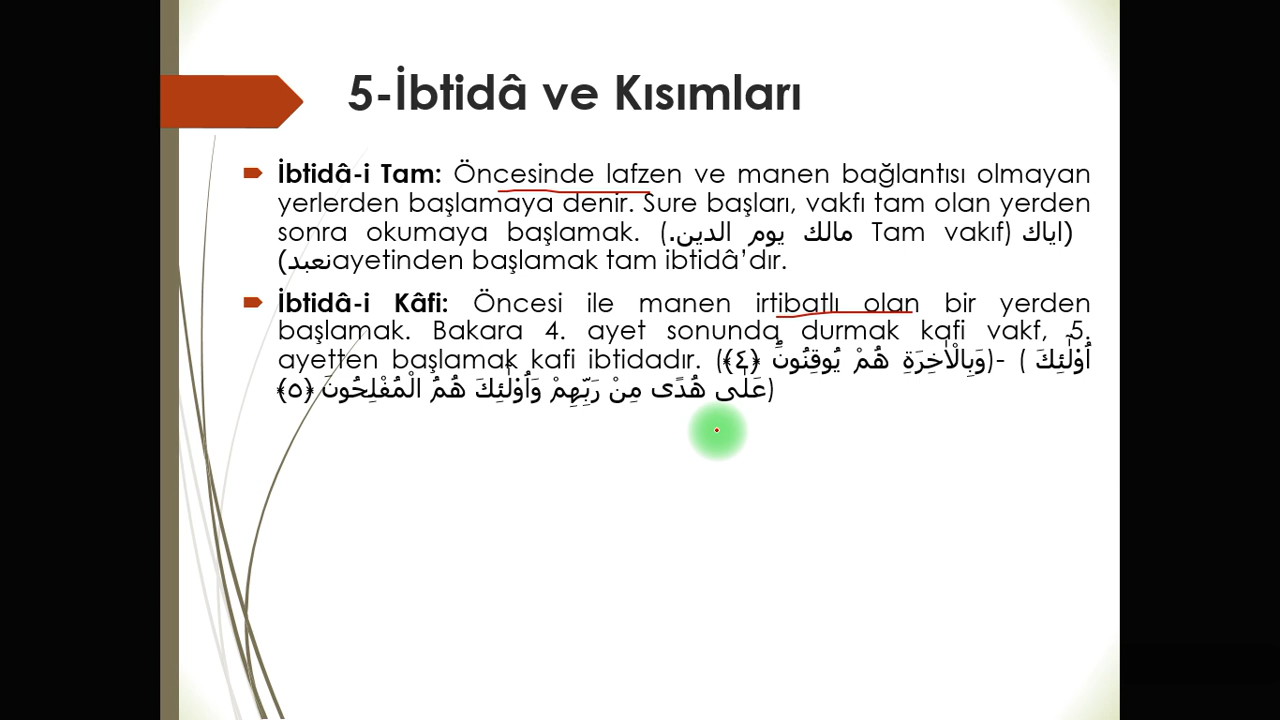 5-İbtidâ ve Kısımları
İbtidâ-i Tam: Öncesinde lafzen ve manen bağlantısı olmayan
yerlerden başlamaya denir. Sure başları, vakfı tam olan yerden
sonra okumaya başlamak. (.مالك يوم الدين Tam vakıf) اياك)
(نعبدayetinden başlamak tam ibtidâ’dır.
İbtidâ-i Kâfi: Öncesi ile manen irtibatlı olan bir yerden
başlamak. Bakara 4. ayet sonunda durmak kafi vakf, 5.
ayetten başlamak kafi ibtidadır. (وَبِالْاٰخِرَةِ هُمْ يُوقِنُونَۜ ﴿٤﴾)- ( اُو۬لٰٓئِكَ
عَلٰى هُدًى مِنْ رَبِّهِمْ وَاُو۬لٰٓئِكَ هُمُ الْمُفْلِحُونَ ﴿٥﴾)